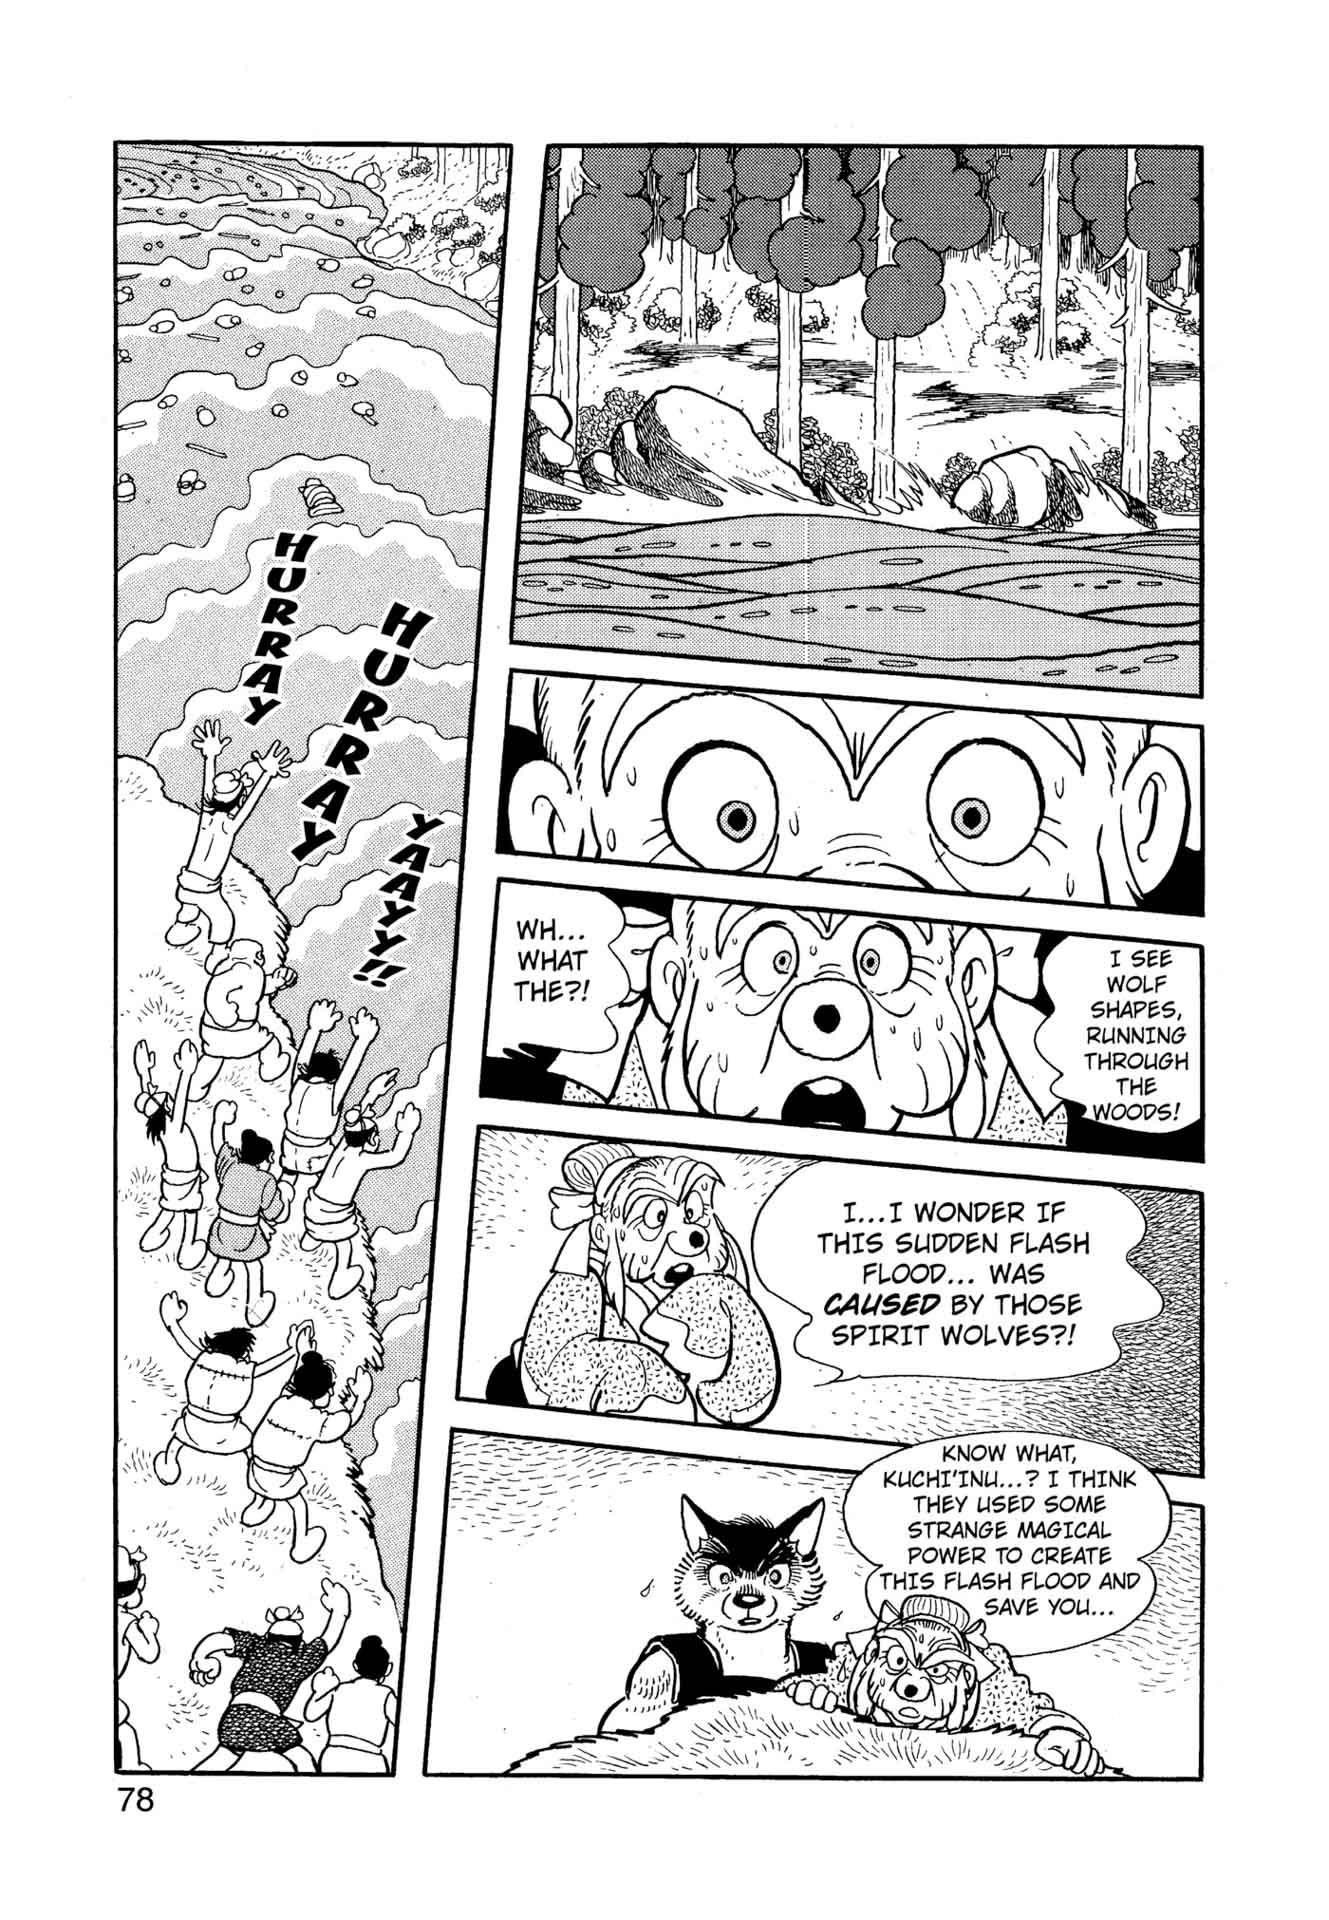 I SEE
WOLF
SHAPES,
RUNNING
THROUGH
THE
WOODS!
WH...
WHAT
THE?!
I...I WONDER IF
THIS SUDDEN FLASH
FLOOD... WAS
CAUSED BY THOSE
SPIRIT WOLVES?!
KNOW WHAT,
KUCHI'INU...? I THINK
THEY USED SOME
STRANGE MAGICAL
POWER TO CREATE
THIS FLASH FLOOD AND
SAVE YOU...
HURRAY
HURRAY
YAAYY!!
78